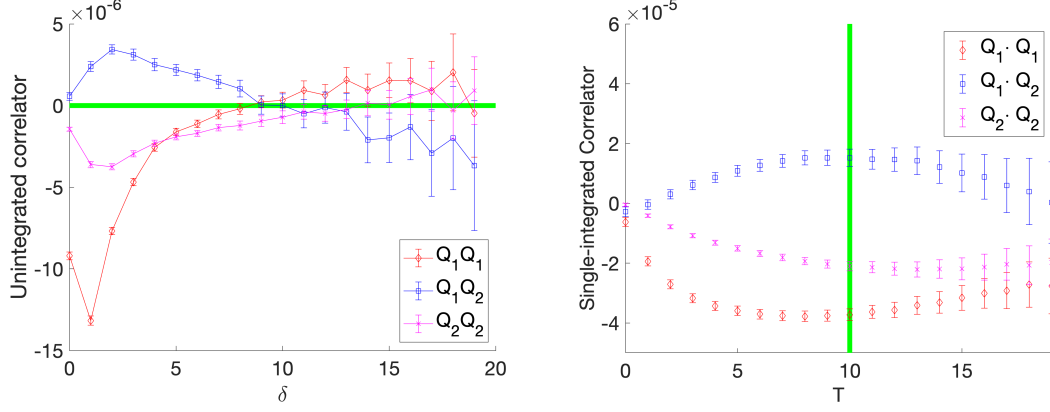 ×10⁻⁶
5
0
-5
-10
-15
0
5
10
15
20
Unintegrated correlator
δ
Q₁Q₁
Q₁Q₂
Q₂Q₂
×10⁻⁵
6
4
2
0
-2
-4
0
5
10
15
Single-integrated Correlator
T
Q₁· Q₁
Q₁· Q₂
Q₂· Q₂